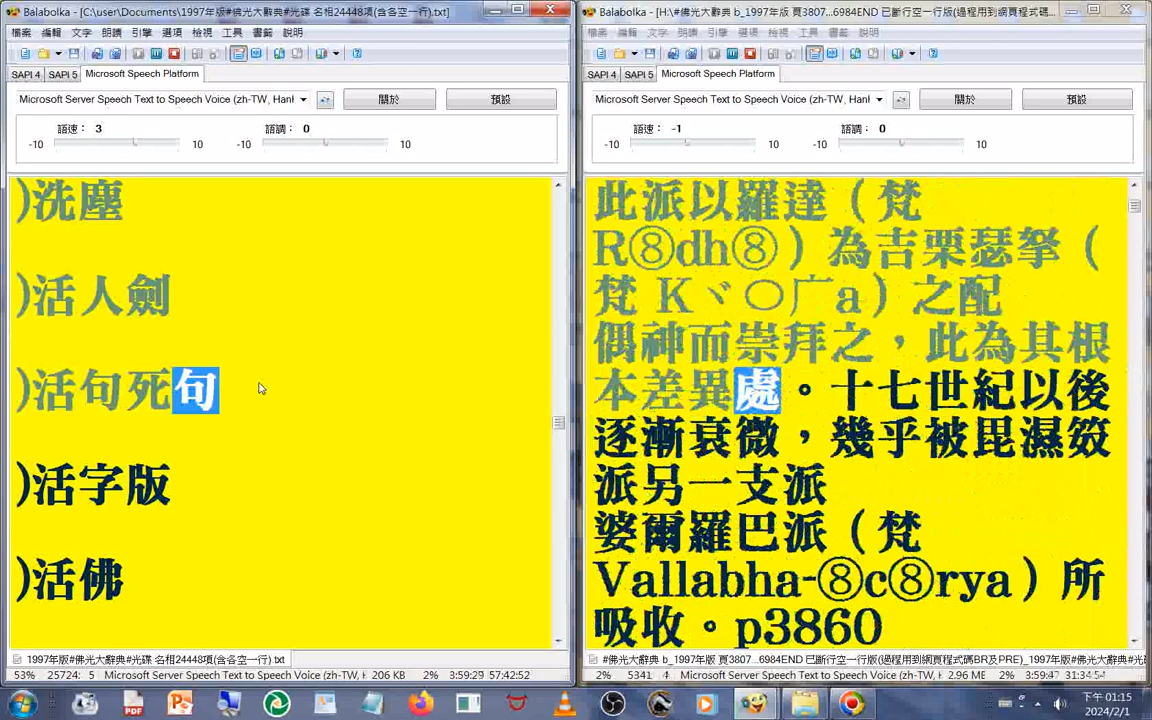 Balabolka - [C:\user\Documents\1997年版#佛光大辭典#光碟 名相24448項(含各空一行).txt]
檔案 編輯 文字 朗讀 引擎 選項 檢視 工具 書籤 說明
SAPI 4 SAPI 5 Microsoft Speech Platform
Microsoft Server Speech Text to Speech Voice (zh-TW, Hanl
關於
預設
語速： 3 語調： 0
-10 10 -10 10
)洗塵
)活人劍
)活句死句
)活字版
)活佛
1997年版#佛光大辭典#光碟 名相24448項(含各空一行).txt
53% 25724: 5 Microsoft Server Speech Text to Speech Voice (zh-TW, H 206 KB 2% 3:59:29 57:42:52
Balabolka - [H:\#佛光大辭典 b_1997年版 頁3807...6984END 已斷行空一行版(過程用到網頁程式碼...
檔案 編輯 文字 朗讀 引擎 選項 檢視 工具 書籤 說明
SAPI 4 SAPI 5 Microsoft Speech Platform
Microsoft Server Speech Text to Speech Voice (zh-TW, Hanl
關於
預設
語速： -1 語調： 0
-10 10 -10 10
此派以羅達（梵
R⑧dh⑧）為吉栗瑟拏（
梵 Kヾ〇广a）之配
偶神而崇拜之，此為其根
本差異處。十七世紀以後
逐漸衰微，幾乎被毘濕笯
派另一支派
婆爾羅巴派（梵
Vallabha-⑧c⑧rya）所
吸收。p3860
#佛光大辭典 b_1997年版 頁3807...6984END 已斷行空一行版(過程用到網頁程式碼BR及PRE)_1997年版#光
2% 5341: 4 Microsoft Server Speech Text to Speech Voice (zh-TW, H 2.96 MB 2% 3:59:47 31:34:54
下午 01:15
2024/2/1